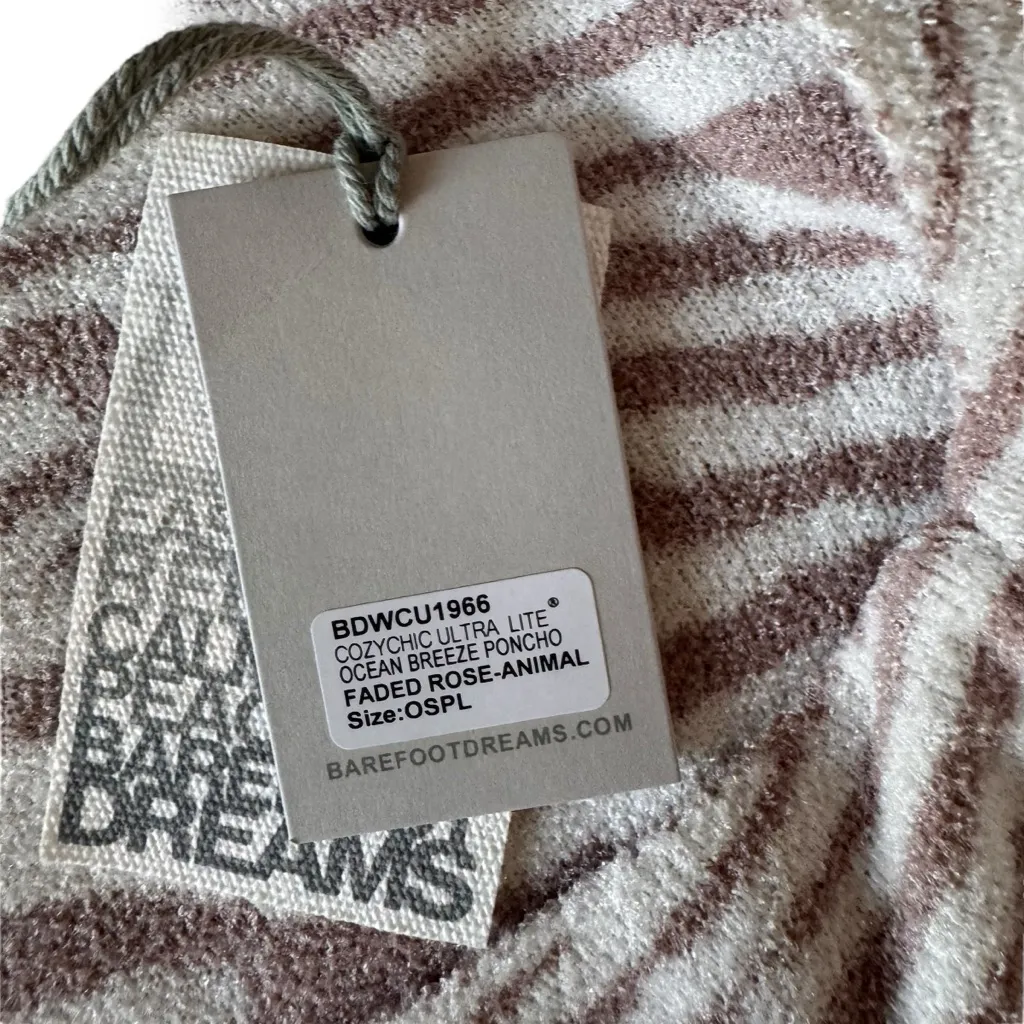 BDWCU1966
COZYCHIC ULTRA LITE®
OCEAN BREEZE PONCHO
FADED ROSE-ANIMAL
Size:OSPL
BAREFOOTDREAMS.COM
DREAMS